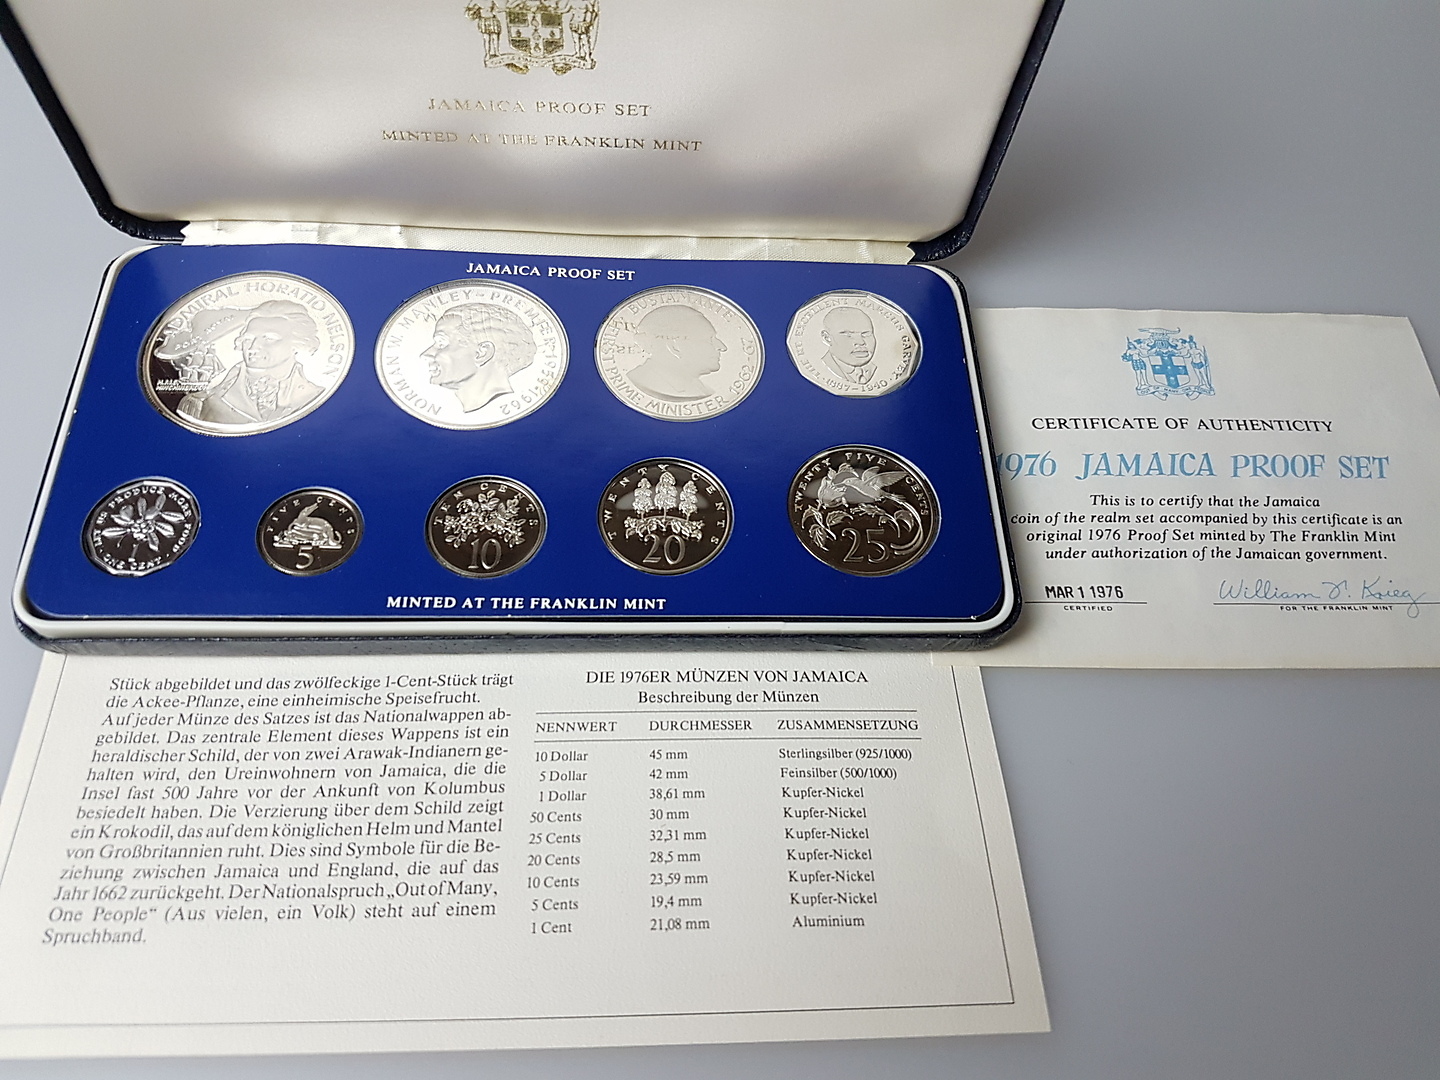 JAMAICA PROOF SET
MINTED AT THE FRANKLIN MINT
JAMAICA PROOF SET
ADMIRAL HORATIO NELSON
NORMAN W. MANLEY - PREMIER - 1959-1962
BUSTAMANTE
PRIME MINISTER 1962-
EXCELLENT MARCUS GARVEY
1887-1940
PRODUCE MORE FOOD
ONE CENT
FIVE CENTS
5
TEN CENTS
10
TWENTY CENTS
20
TWENTY FIVE CENTS
25
MINTED AT THE FRANKLIN MINT
CERTIFICATE OF AUTHENTICITY
1976 JAMAICA PROOF SET
This is to certify that the Jamaica
coin of the realm set accompanied by this certificate is an
original 1976 Proof Set minted by The Franklin Mint
under authorization of the Jamaican government.
MAR 1 1976
CERTIFIED
William Krieg
FOR THE FRANKLIN MINT
Stück abgebildet und das zwölfeckige 1-Cent-Stück trägt
die Ackee-Pflanze, eine einheimische Speisefrucht.
Auf jeder Münze des Satzes ist das Nationalwappen ab-
gebildet. Das zentrale Element dieses Wappens ist ein
heraldischer Schild, der von zwei Arawak-Indianern ge-
halten wird, den Ureinwohnern von Jamaica, die die
Insel fast 500 Jahre vor der Ankunft von Kolumbus
besiedelt haben. Die Verzierung über dem Schild zeigt
ein Krokodil, das auf dem königlichen Helm und Mantel
von Großbritannien ruht. Dies sind Symbole für die Be-
ziehung zwischen Jamaica und England, die auf das
Jahr 1662 zurückgeht. Der Nationalspruch „Out of Many,
One People“ (Aus vielen, ein Volk) steht auf einem
Spruchband.
DIE 1976ER MÜNZEN VON JAMAICA
Beschreibung der Münzen
NENNWERT DURCHMESSER ZUSAMMENSETZUNG
10 Dollar 45 mm Sterlingsilber (925/1000)
5 Dollar 42 mm Feinsilber (500/1000)
1 Dollar 38,61 mm Kupfer-Nickel
50 Cents 30 mm Kupfer-Nickel
25 Cents 32,31 mm Kupfer-Nickel
20 Cents 28,5 mm Kupfer-Nickel
10 Cents 23,59 mm Kupfer-Nickel
5 Cents 19,4 mm Kupfer-Nickel
1 Cent 21,08 mm Aluminium